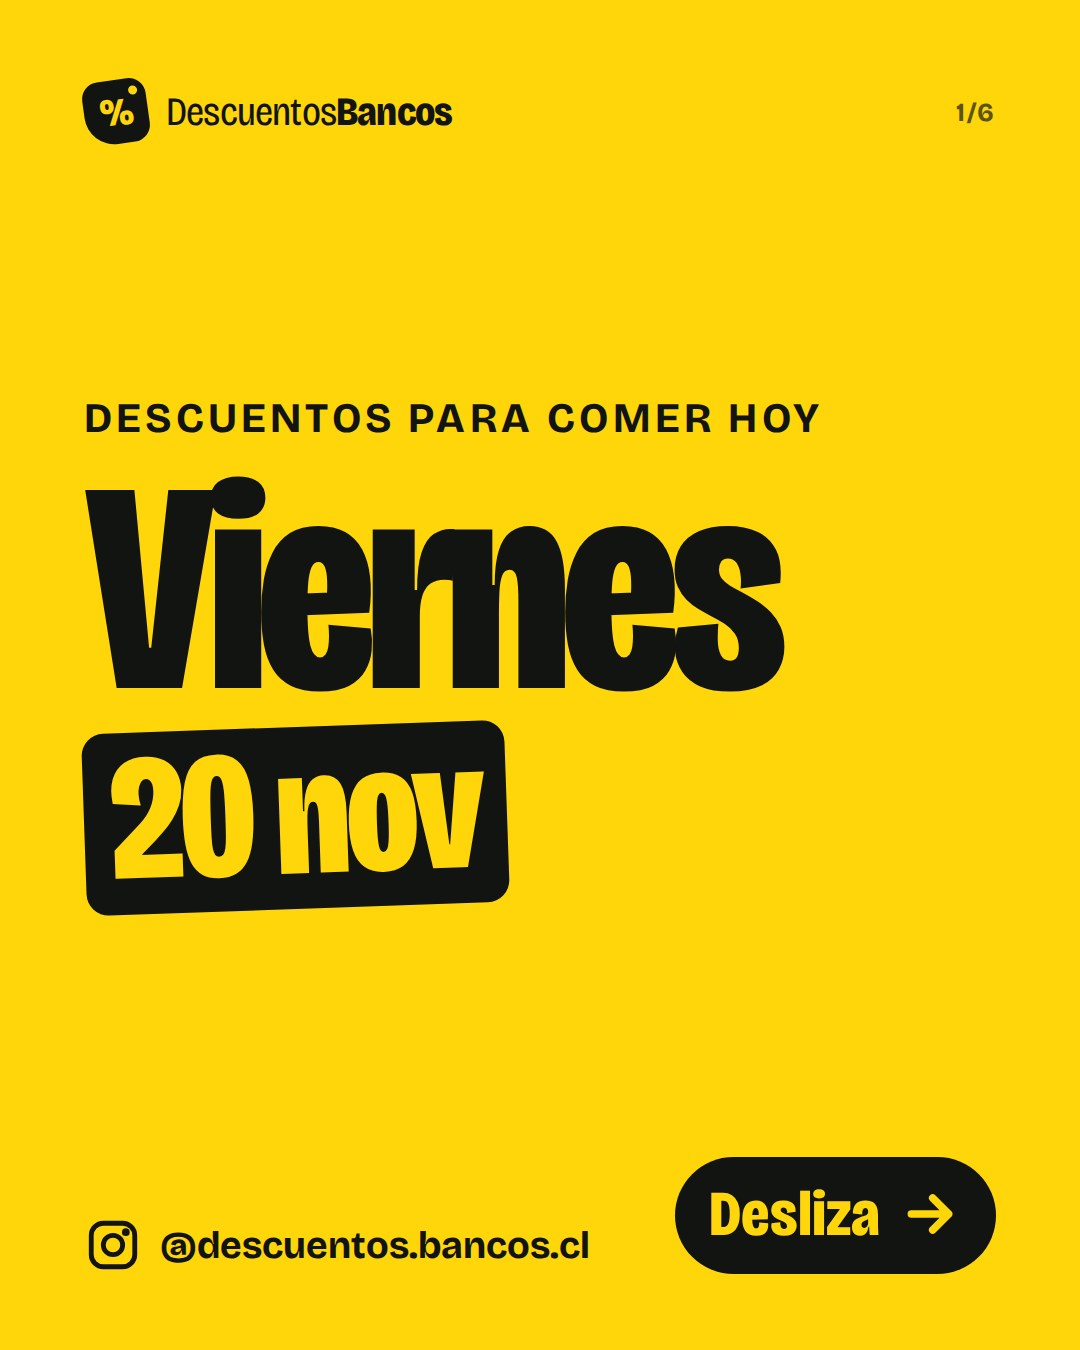 %
DescuentosBancos
1/6
DESCUENTOS PARA COMER HOY
Viernes
20 nov
@descuentos.bancos.cl
Desliza →